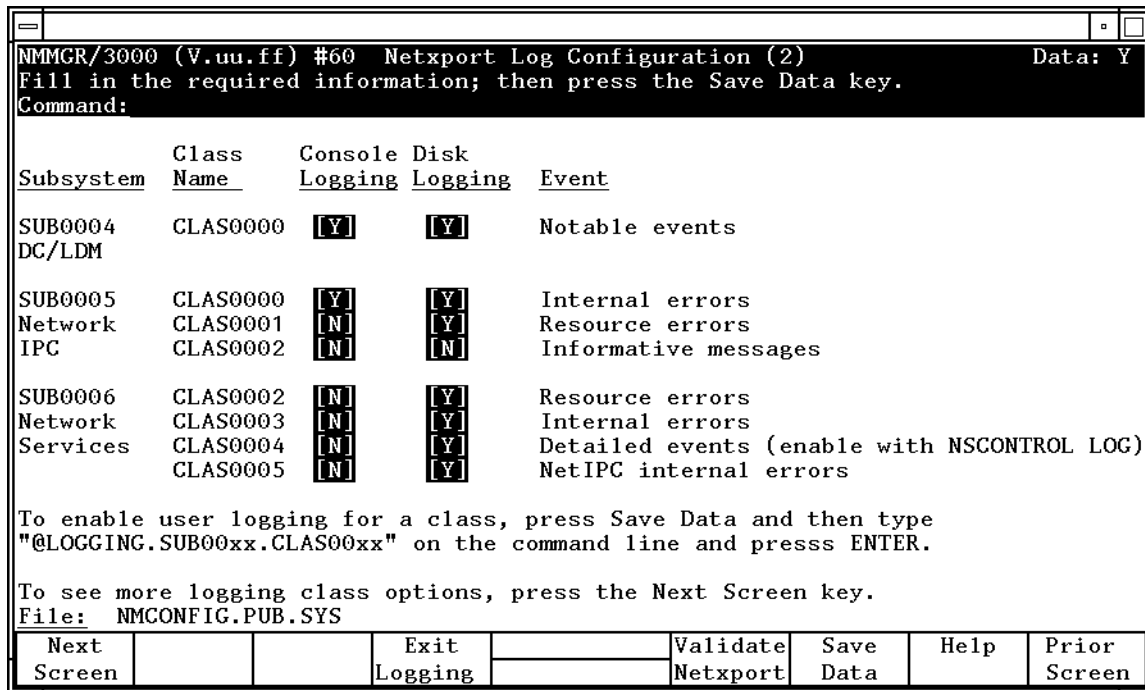 NMMGR/3000 (V.uu.ff) #60 Netxport Log Configuration (2) Data: Y
Fill in the required information; then press the Save Data key.
Command:
Class Console Disk
Subsystem Name Logging Logging Event
SUB0004 CLAS0000 [Y] [Y] Notable events
DC/LDM
SUB0005 CLAS0000 [Y] [Y] Internal errors
Network CLAS0001 [N] [Y] Resource errors
IPC CLAS0002 [N] [N] Informative messages
SUB0006 CLAS0002 [N] [Y] Resource errors
Network CLAS0003 [N] [Y] Internal errors
Services CLAS0004 [N] [Y] Detailed events (enable with NSCONTROL LOG)
CLAS0005 [N] [Y] NetIPC internal errors
To enable user logging for a class, press Save Data and then type
"@LOGGING.SUB00xx.CLAS00xx" on the command line and presss ENTER.
To see more logging class options, press the Next Screen key.
File: NMCONFIG.PUB.SYS
Next Exit Validate Save Help Prior
Screen Logging Netxport Data Screen